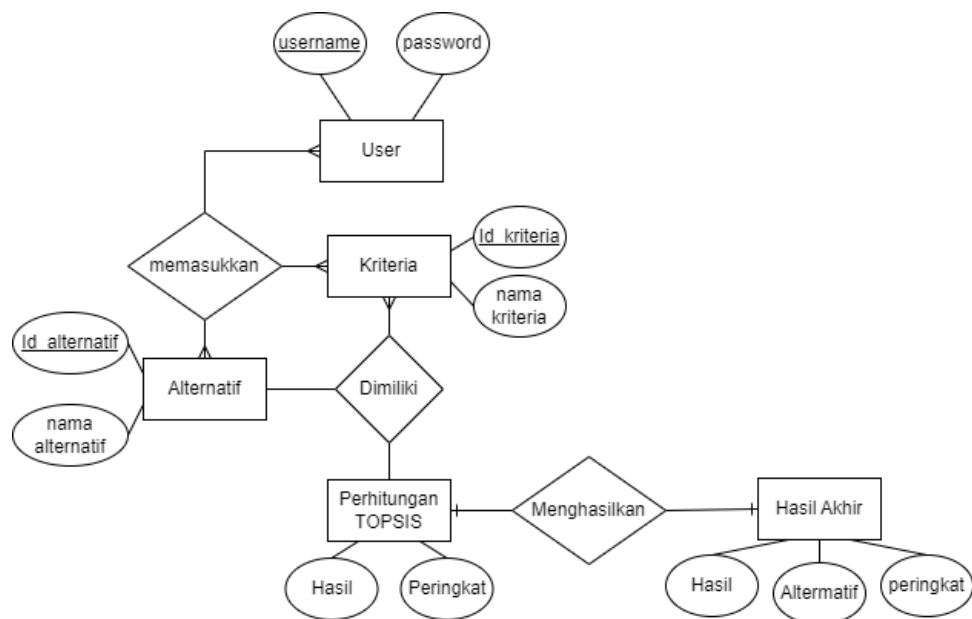 username
password
User
Id_kriteria
Kriteria
memasukkan
nama
kriteria
Id_alternatif
Alternatif
Dimiliki
nama
alternatif
Perhitungan
TOPSIS
Menghasilkan
Hasil Akhir
Hasil
Peringkat
Hasil
Altermatif
peringkat